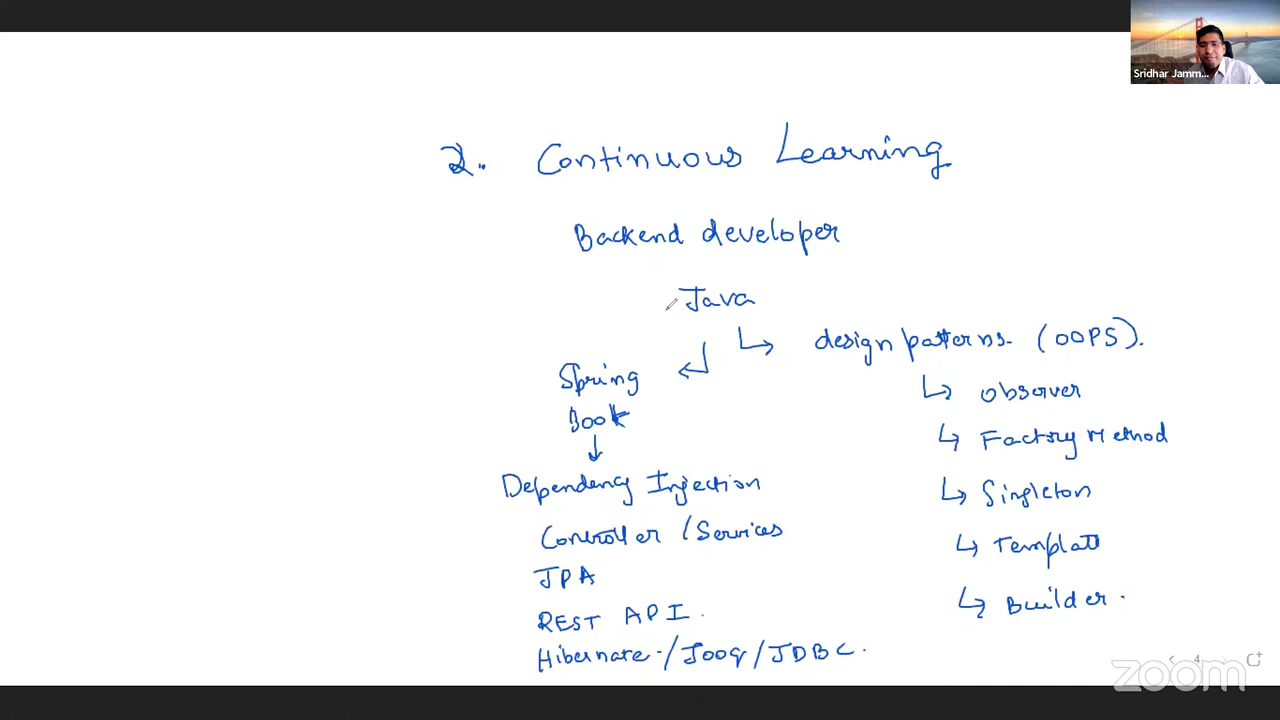 Sridhar Jamm...
2. Continuous Learning
Backend developer
Java
↳ design patterns. (OOPS).
Spring
Boot
↳ Observer
↳ Factory Method
Dependency Injection
↳ Singleton
Controller / Services
↳ Template
JPA
↳ Builder.
REST API.
Hibernate / Jooq / JDBC.
4
zoom